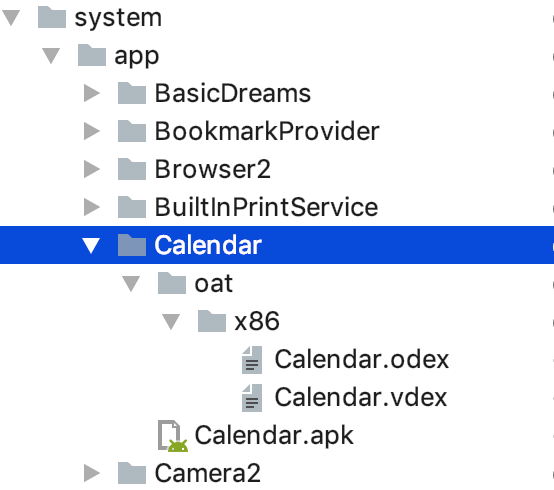 system
app
BasicDreams
BookmarkProvider
Browser2
BuiltInPrintService
Calendar
oat
x86
Calendar.odex
Calendar.vdex
Calendar.apk
Camera2